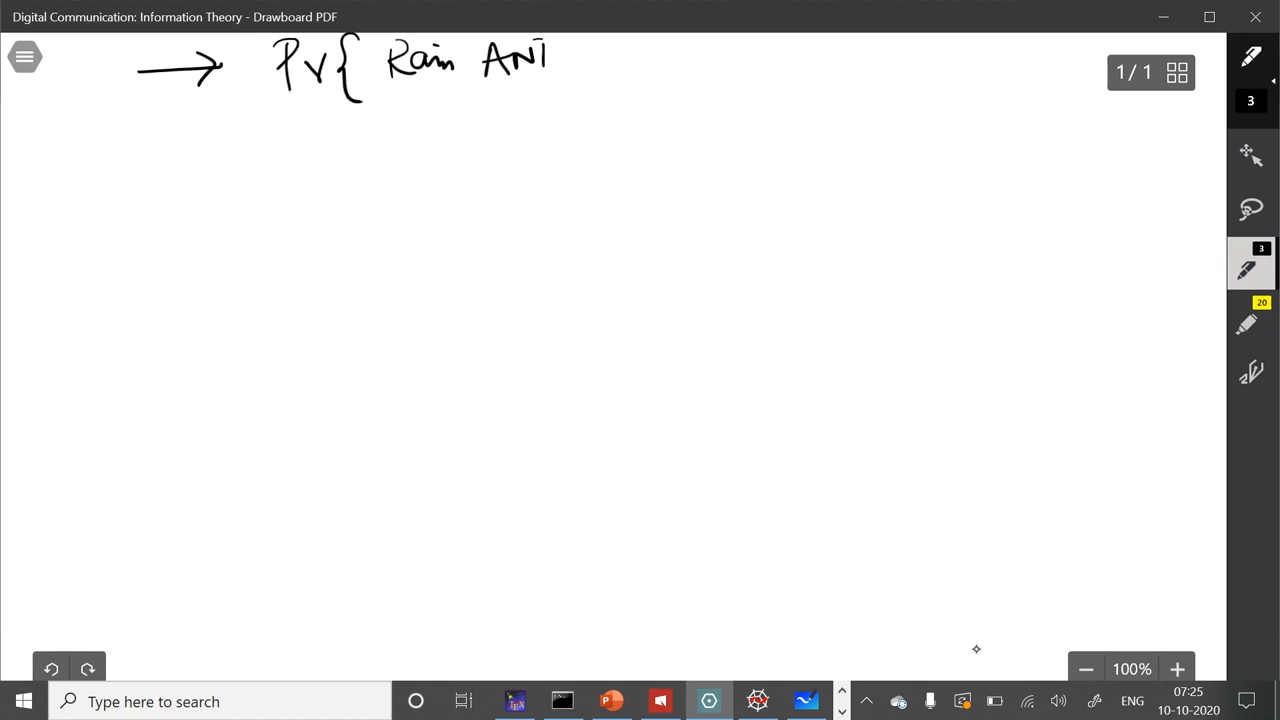 Digital Communication: Information Theory - Drawboard PDF
→ Pr{ Rain AN
1 / 1
3
3
20
100%
Type here to search
ENG
07:25
10-10-2020